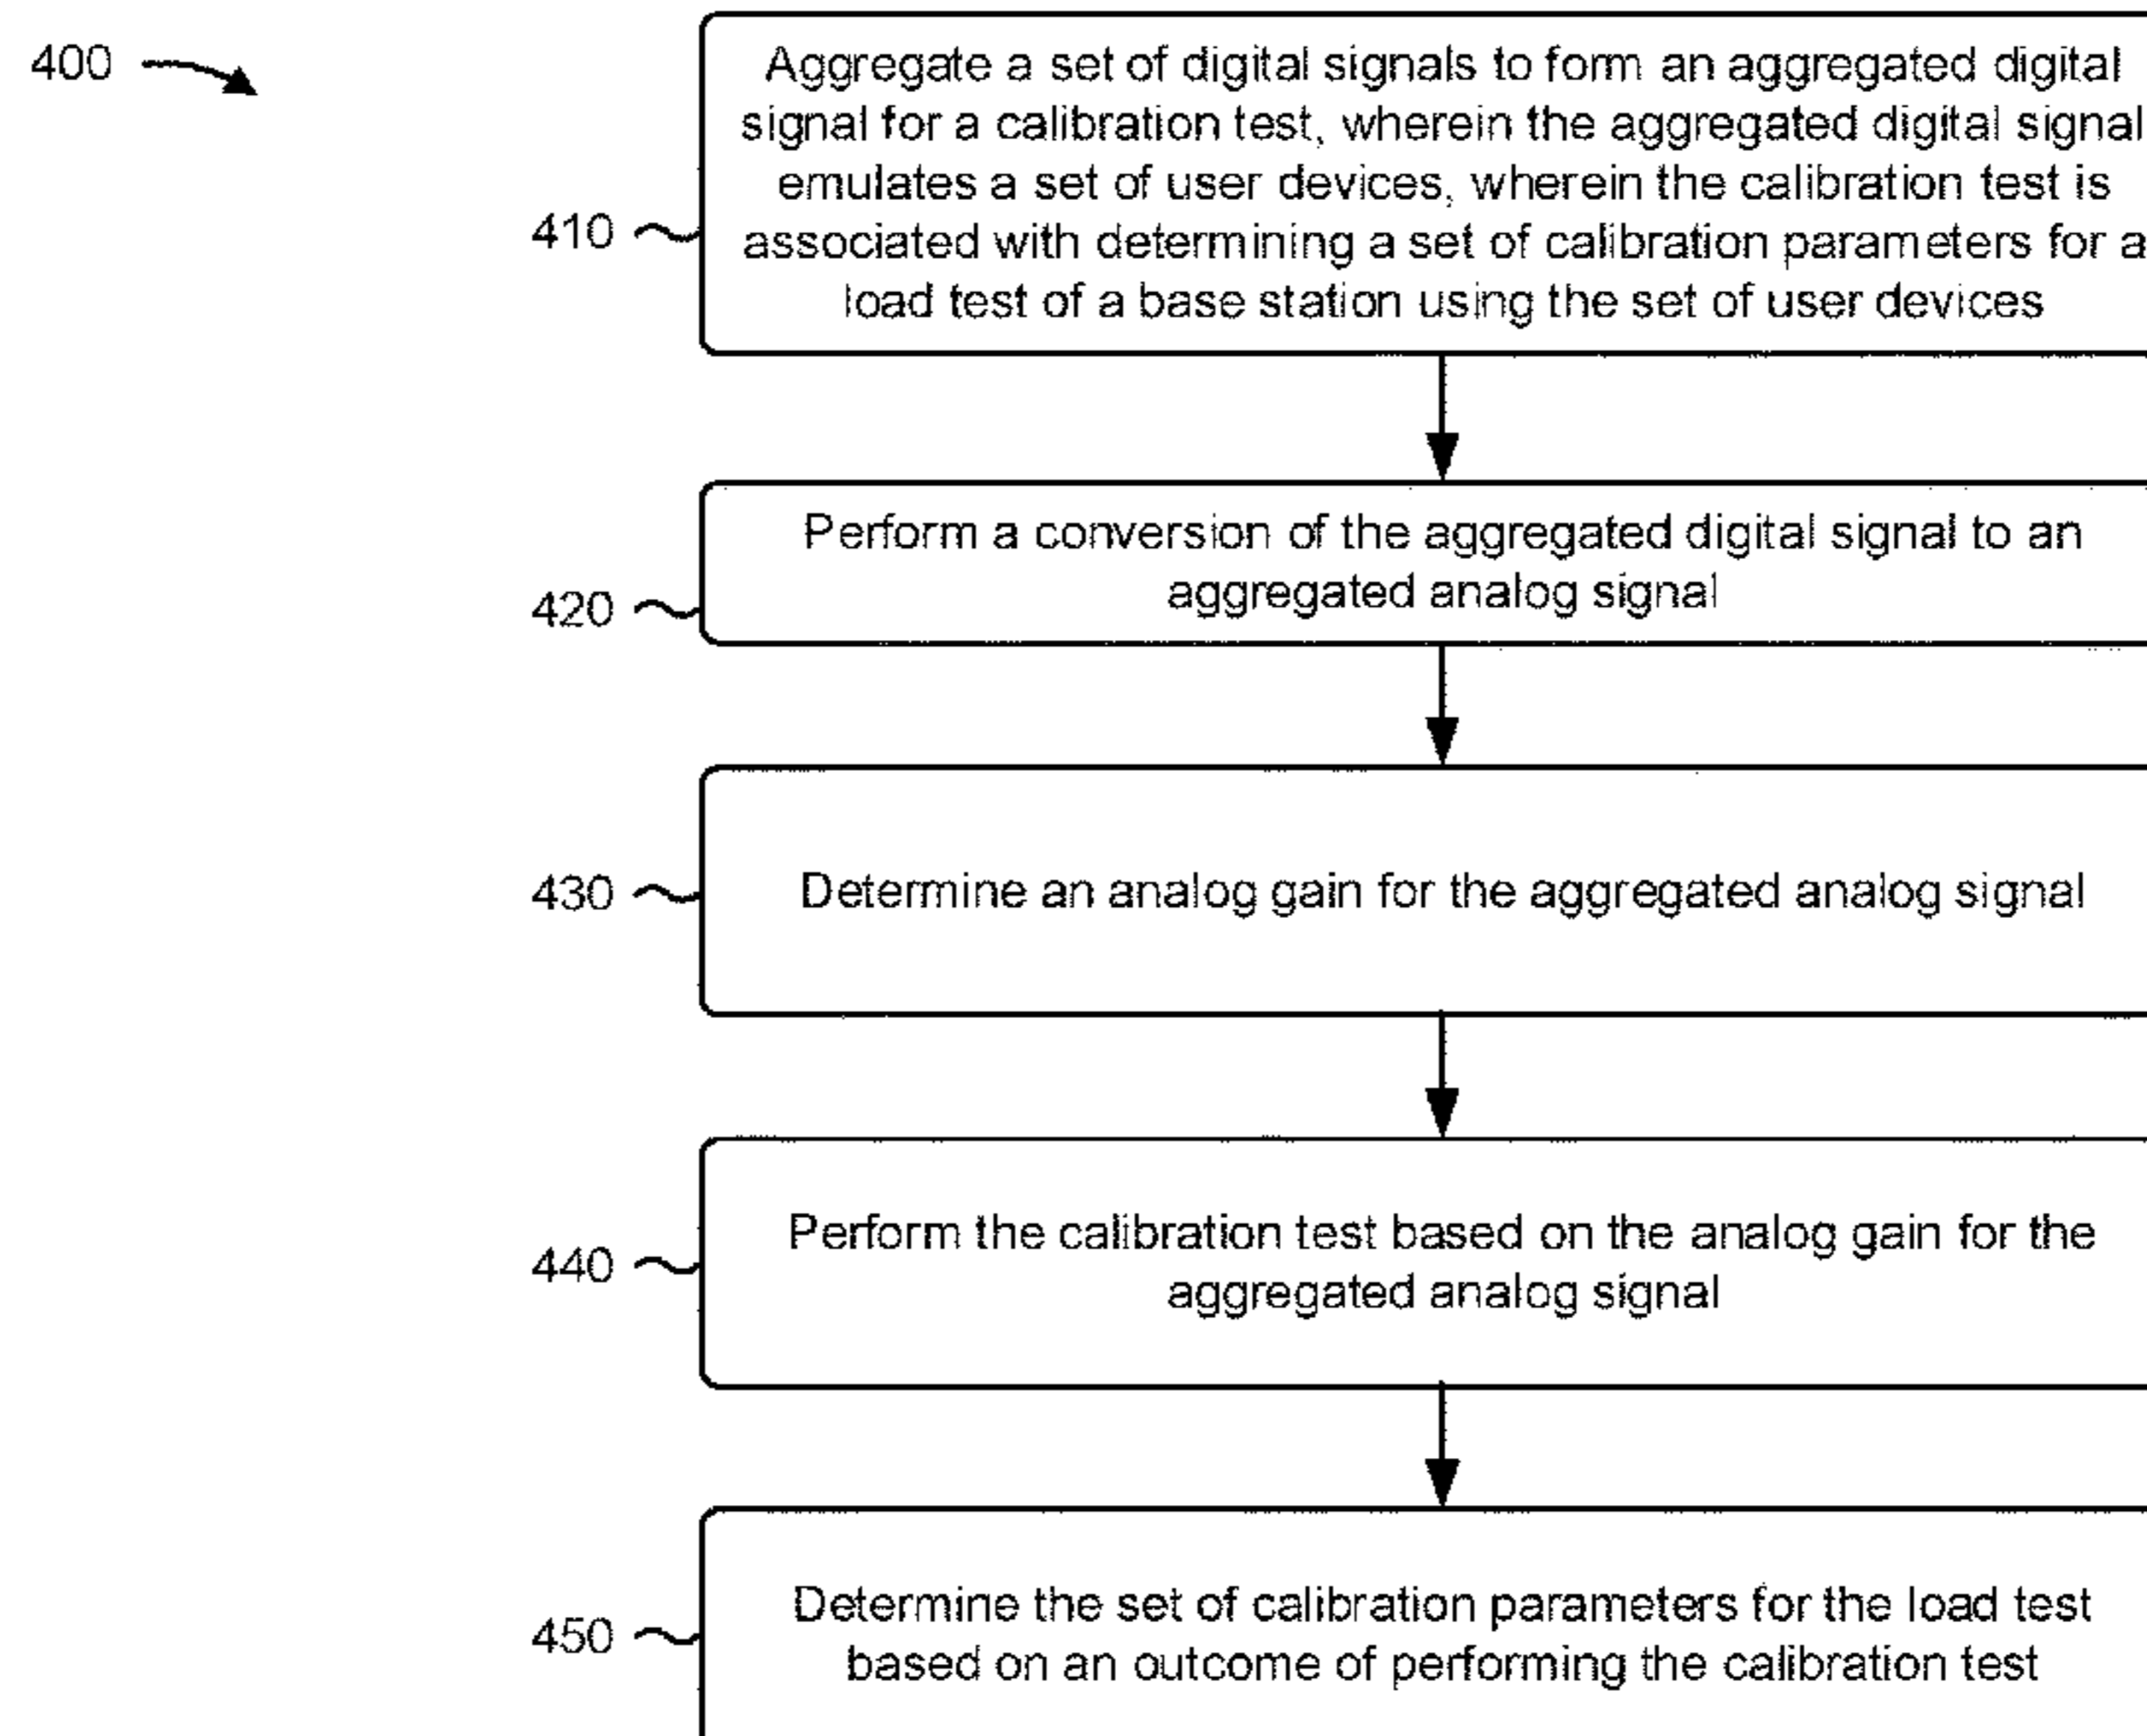 400
Aggregate a set of digital signals to form an aggregated digital
signal for a calibration test, wherein the aggregated digital signal
emulates a set of user devices, wherein the calibration test is
associated with determining a set of calibration parameters for a
load test of a base station using the set of user devices
410
Perform a conversion of the aggregated digital signal to an
aggregated analog signal
420
Determine an analog gain for the aggregated analog signal
430
Perform the calibration test based on the analog gain for the
aggregated analog signal
440
Determine the set of calibration parameters for the load test
based on an outcome of performing the calibration test
450